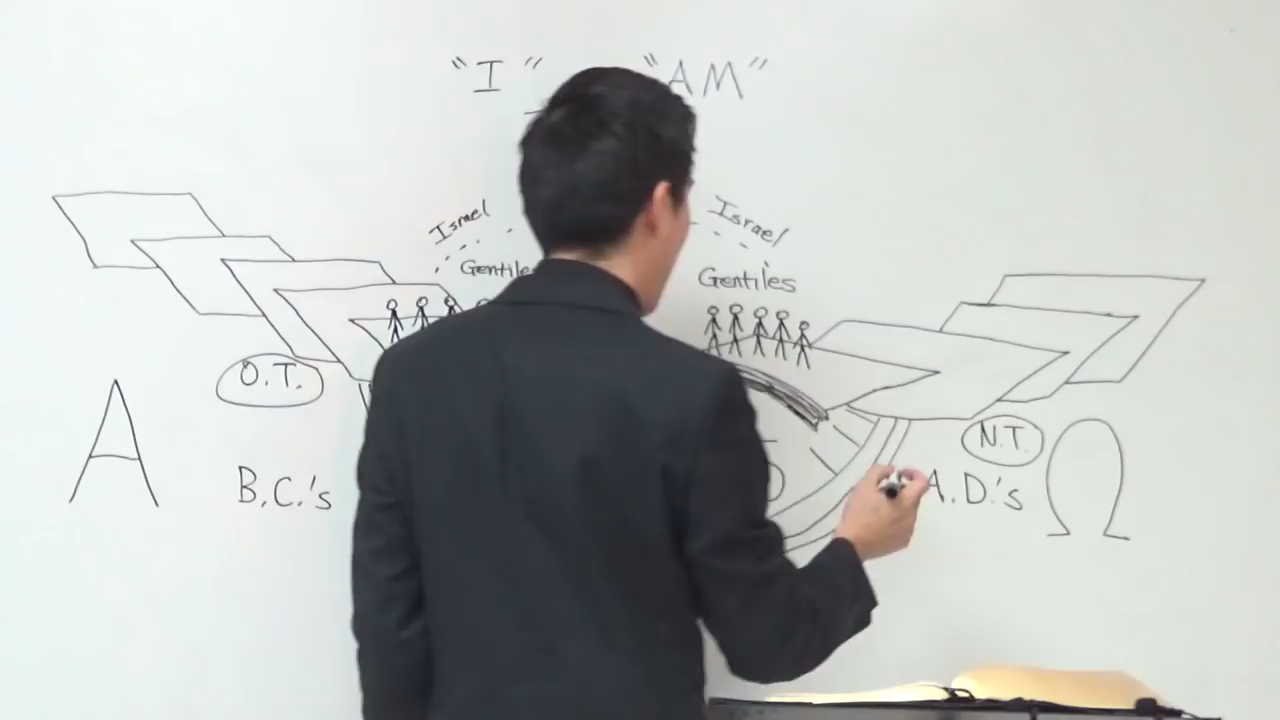 "I" "AM"
Israel Israel
Gentiles Gentiles
O.T. N.T.
A Ω
B.C.'s A.D.'s